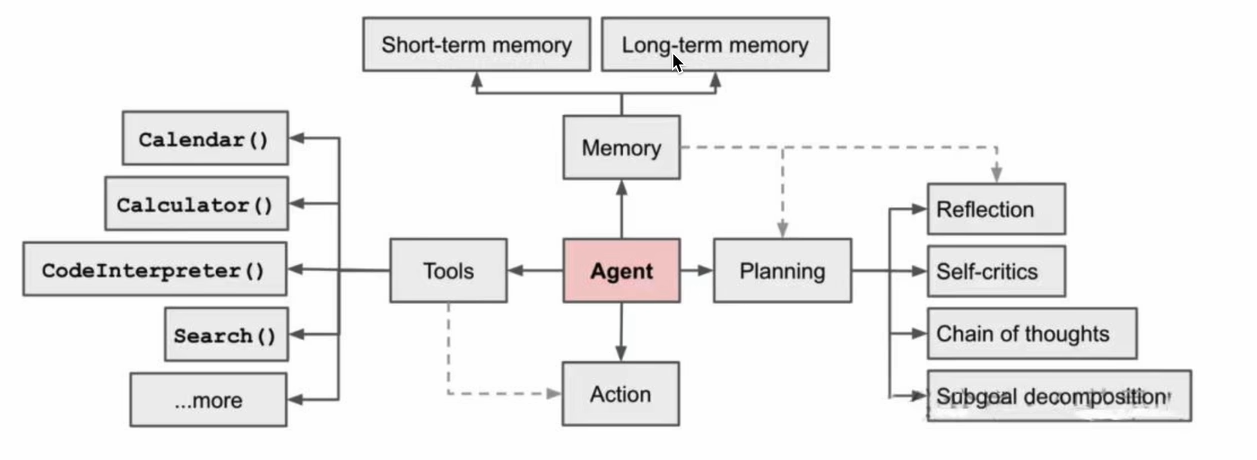 Short-term memory
Long-term memory
Calendar()
Memory
Calculator()
Reflection
CodeInterpreter()
Tools
Agent
Planning
Self-critics
Search()
Chain of thoughts
...more
Action
Subgoal decomposition